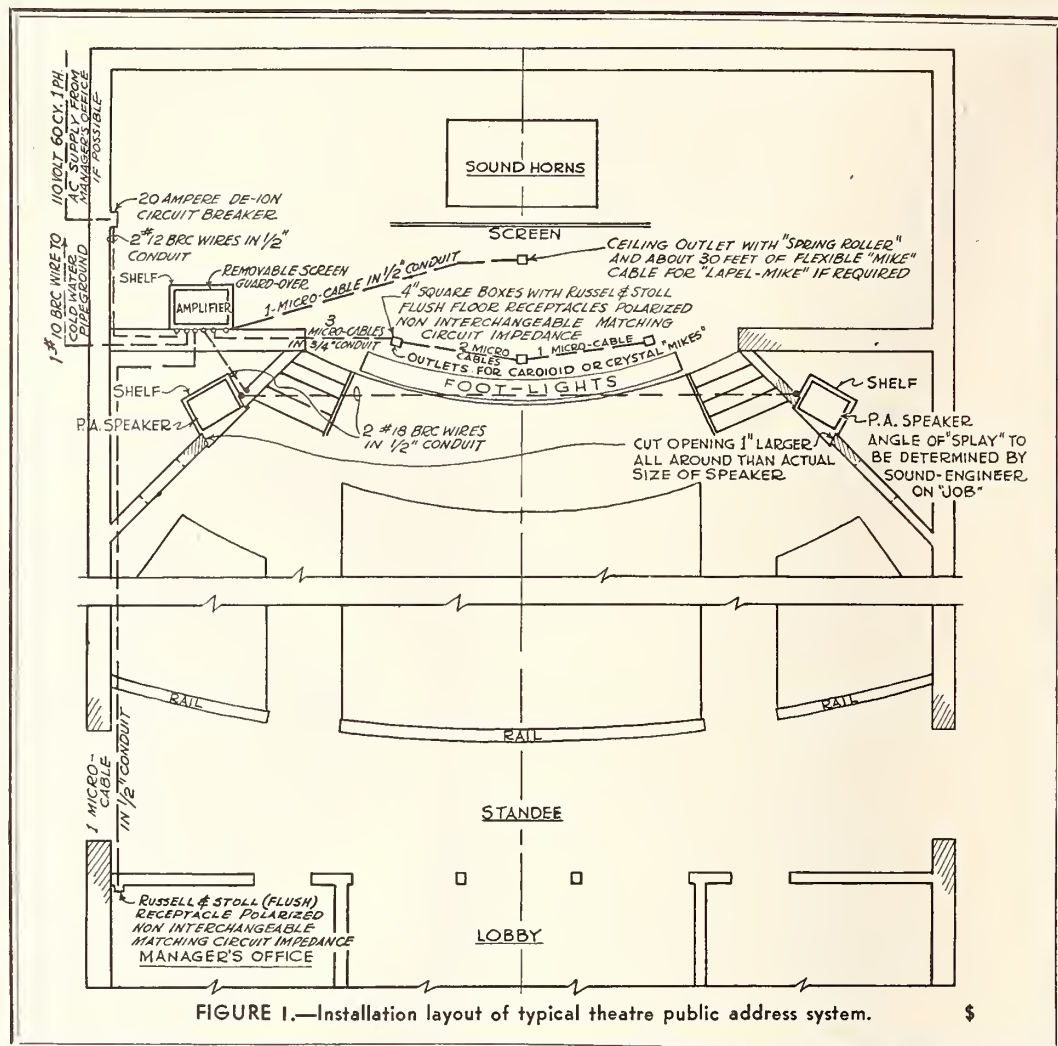 110 VOLT 60 CY. 1 PH.
AC SUPPLY FROM
MANAGER'S OFFICE
IF POSSIBLE
1 #10 BRC WIRE TO
COLD WATER
PIPEGROUND
20 AMPERE DE-ION
CIRCUIT BREAKER
2 #12 BRC WIRES IN 1/2"
CONDUIT
SHELF
REMOVABLE SCREEN
GUARD-OVER
AMPLIFIER
SOUND HORNS
SCREEN
1-MICRO-CABLE IN 1/2" CONDUIT
CEILING OUTLET WITH "SPRING ROLLER"
AND ABOUT 30 FEET OF FLEXIBLE "MIKE"
CABLE FOR "LAPEL-MIKE" IF REQUIRED
4" SQUARE BOXES WITH RUSSEL & STOLL
FLUSH FLOOR RECEPTACLES POLARIZED
NON INTERCHANGEABLE MATCHING
CIRCUIT IMPEDANCE
3
MICRO-CABLES
IN 3/4" CONDUIT
2 MICRO
CABLES
1 MICRO-CABLE
OUTLETS FOR CAROIOID OR CRYSTAL "MIKES"
FOOT-LIGHTS
SHELF
P.A. SPEAKER
2 #18 BRC WIRES
IN 1/2" CONDUIT
SHELF
P.A. SPEAKER
ANGLE OF "SPLAY" TO
BE DETERMINED BY
SOUND-ENGINEER
ON "JOB"
CUT OPENING 1" LARGER
ALL AROUND THAN ACTUAL
SIZE OF SPEAKER
RAIL
RAIL
RAIL
1 MICRO-
CABLE
IN 1/2" CONDUIT
STANDEE
RUSSELL & STOLL (FLUSH)
RECEPTACLE POLARIZED
NON INTERCHANGEABLE
MATCHING CIRCUIT IMPEDANCE
MANAGER'S OFFICE
LOBBY
FIGURE 1.—Installation layout of typical theatre public address system. $